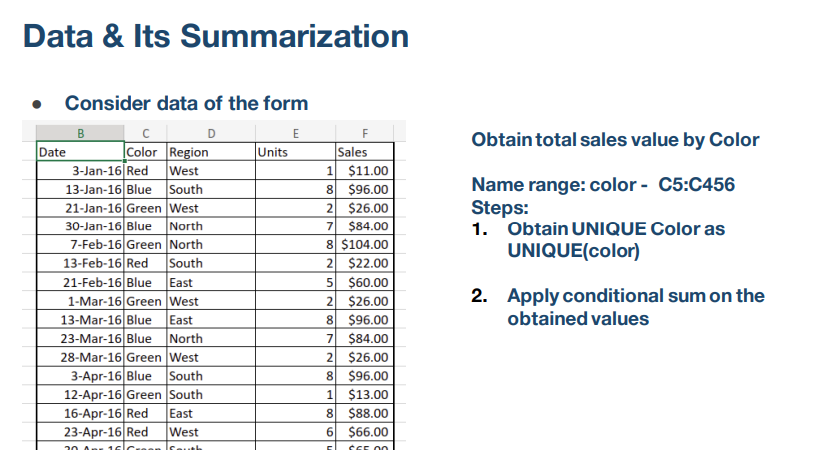 Data & Its Summarization
● Consider data of the form
B C D E F
Date Color Region Units Sales
3-Jan-16 Red West 1 $11.00
13-Jan-16 Blue South 8 $96.00
21-Jan-16 Green West 2 $26.00
30-Jan-16 Blue North 7 $84.00
7-Feb-16 Green North 8 $104.00
13-Feb-16 Red South 2 $22.00
21-Feb-16 Blue East 5 $60.00
1-Mar-16 Green West 2 $26.00
13-Mar-16 Blue East 8 $96.00
23-Mar-16 Blue North 7 $84.00
28-Mar-16 Green West 2 $26.00
3-Apr-16 Blue South 8 $96.00
12-Apr-16 Green South 1 $13.00
16-Apr-16 Red East 8 $88.00
23-Apr-16 Red West 6 $66.00
30-Apr-16 Green South 5 $65.00
Obtain total sales value by Color
Name range: color - C5:C456
Steps:
1. Obtain UNIQUE Color as
UNIQUE(color)
2. Apply conditional sum on the
obtained values